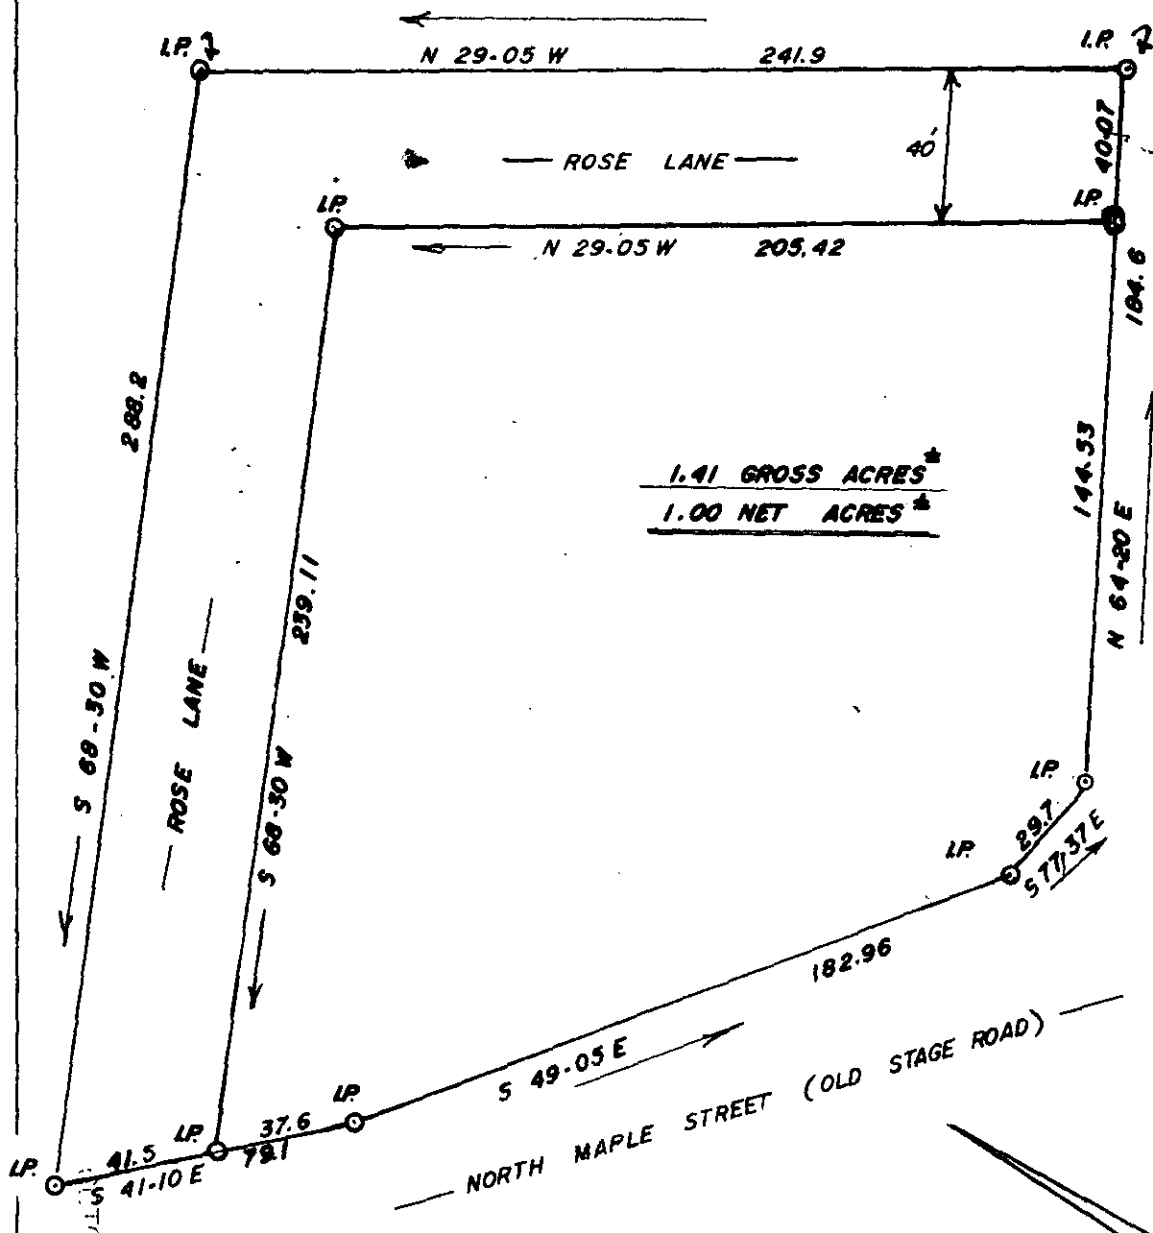 I.P. I.P.
N 29-05 W 241.9
40.07
40'
ROSE LANE
I.P. I.P.
N 29-05 W 205.42
184.6
288.2
1.41 GROSS ACRES ±
1.00 NET ACRES ±
144.53
N 64-20 E
239.11
S 68-30 W
ROSE LANE
S 68-30 W
I.P.
29.7
S 77-37 E
I.P.
182.96
S 49-05 E
NORTH MAPLE STREET (OLD STAGE ROAD)
I.P.
37.6
79.1
I.P.
41.5
S 41-10 E
I.P.